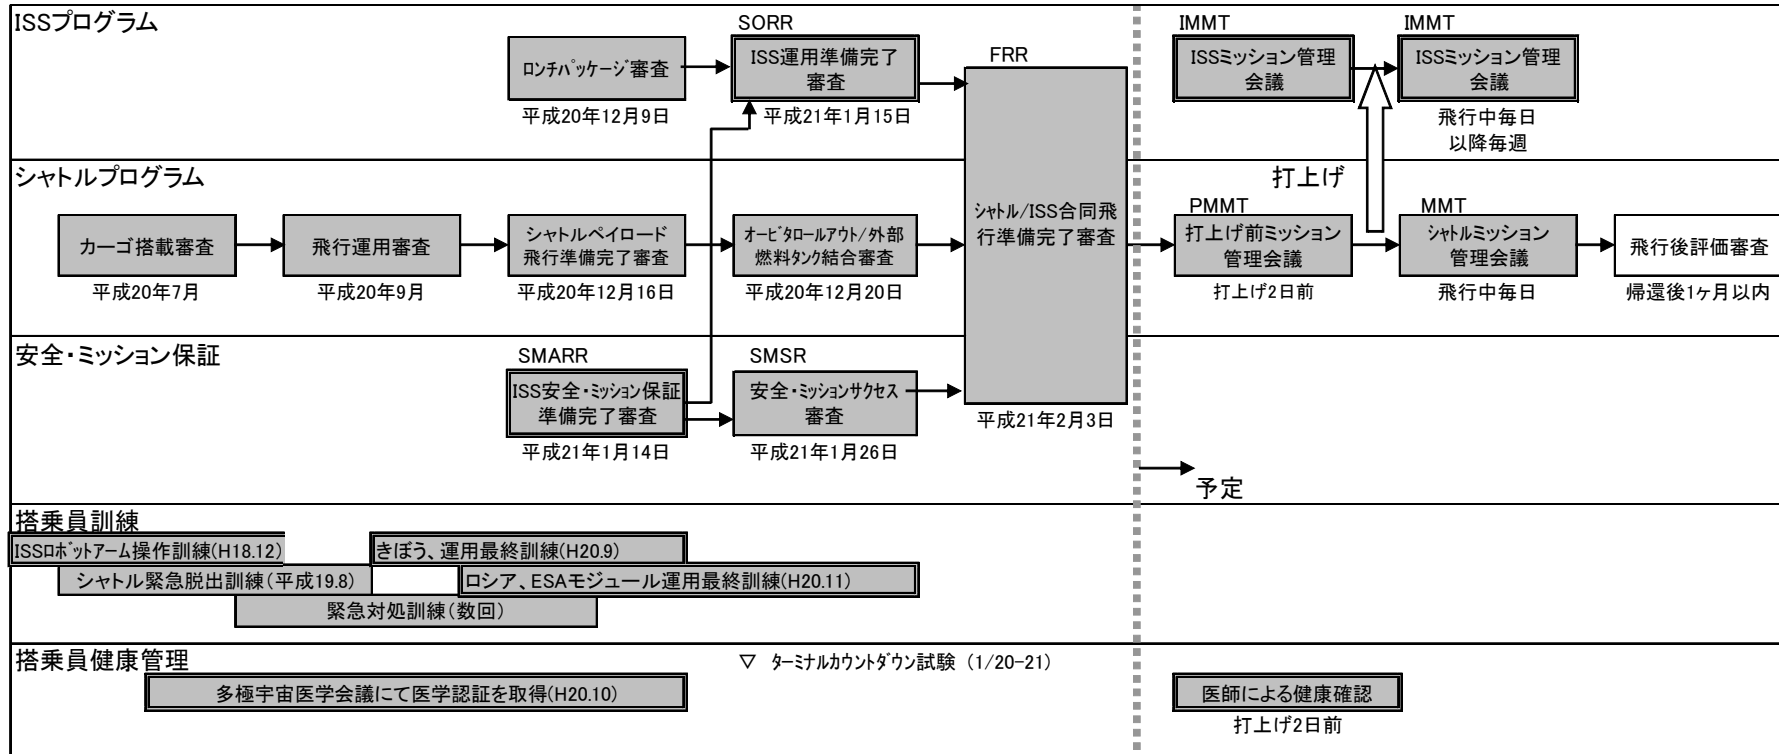 ISSプログラム
SORR
IMMT
IMMT
ロンチパッケージ審査
ISS運用準備完了
審査
FRR
ISSミッション管理
会議
ISSミッション管理
会議
平成20年12月9日
平成21年1月15日
飛行中毎日
以降毎週
シャトルプログラム
打上げ
PMMT
MMT
カーゴ搭載審査
飛行運用審査
シャトルペイロード
飛行準備完了審査
オービタロールアウト/外部
燃料タンク結合審査
シャトル/ISS合同飛
行準備完了審査
打上げ前ミッション
管理会議
シャトルミッション
管理会議
飛行後評価審査
平成20年7月
平成20年9月
平成20年12月16日
平成20年12月20日
打上げ2日前
飛行中毎日
帰還後1ヶ月以内
安全・ミッション保証
SMARR
SMSR
ISS安全・ミッション保証
準備完了審査
安全・ミッションサクセス
審査
平成21年1月14日
平成21年1月26日
平成21年2月3日
予定
搭乗員訓練
ISSロボットアーム操作訓練(H18.12)
きぼう、運用最終訓練(H20.9)
シャトル緊急脱出訓練(平成19.8)
ロシア、ESAモジュール運用最終訓練(H20.11)
緊急対処訓練(数回)
搭乗員健康管理
▽ ターミナルカウントダウン試験 (1/20-21)
多極宇宙医学会議にて医学認証を取得(H20.10)
医師による健康確認
打上げ2日前